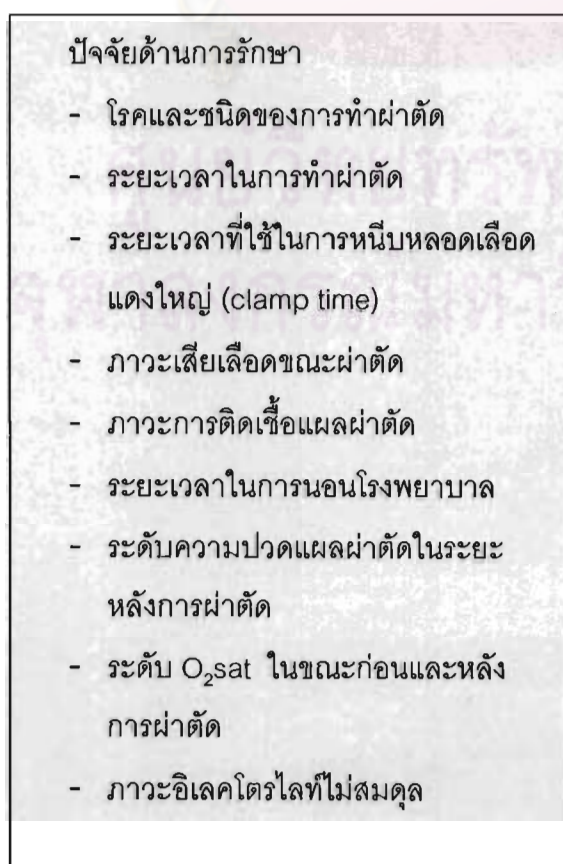 ปัจจัยด้านการรักษา
- โรคและชนิดของการทำผ่าตัด
- ระยะเวลาในการทำผ่าตัด
- ระยะเวลาที่ใช้ในการหนีบหลอดเลือด
แดงใหญ่ (clamp time)
- ภาวะเสียเลือดขณะผ่าตัด
- ภาวะการติดเชื้อแผลผ่าตัด
- ระยะเวลาในการนอนโรงพยาบาล
- ระดับความปวดแผลผ่าตัดในระยะ
หลังการผ่าตัด
- ระดับ O₂sat ในขณะก่อนและหลัง
การผ่าตัด
- ภาวะอิเลคโตรไลท์ไม่สมดุล